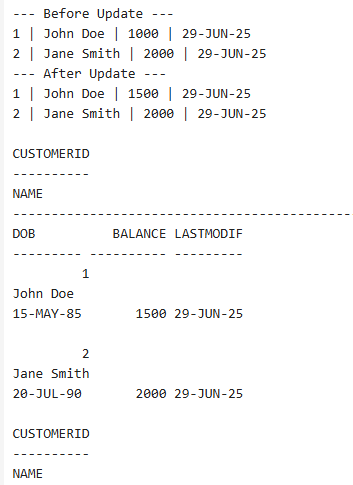 --- Before Update ---
1 | John Doe | 1000 | 29-JUN-25
2 | Jane Smith | 2000 | 29-JUN-25
--- After Update ---
1 | John Doe | 1500 | 29-JUN-25
2 | Jane Smith | 2000 | 29-JUN-25

CUSTOMERID
----------
NAME
--------------------------------------------
DOB          BALANCE LASTMODIF
--------- ---------- ---------
         1
John Doe
15-MAY-85       1500 29-JUN-25

         2
Jane Smith
20-JUL-90       2000 29-JUN-25

CUSTOMERID
----------
NAME